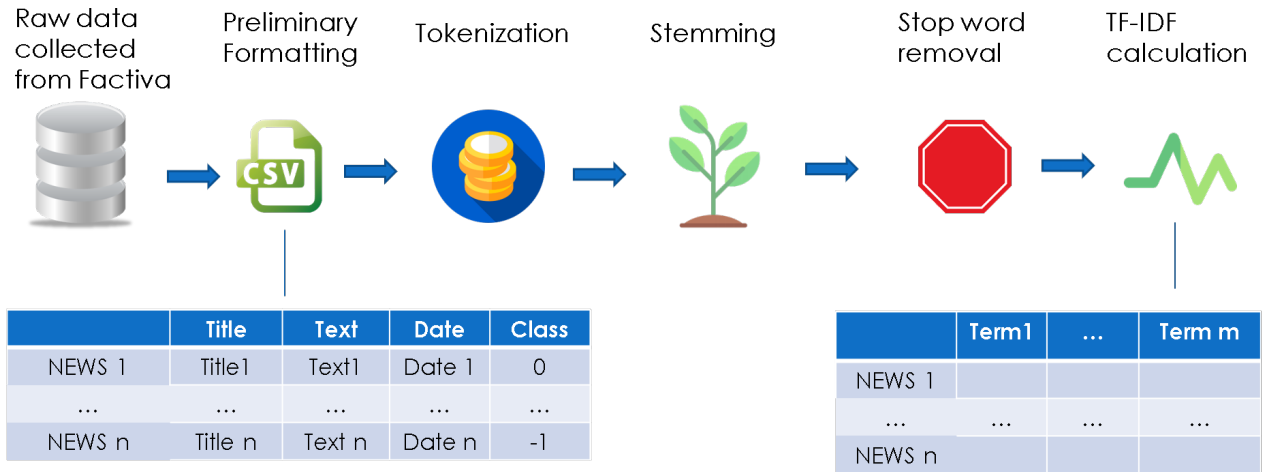 Raw data
collected
from Factiva
Preliminary
Formatting
Tokenization
Stemming
Stop word
removal
TF-IDF
calculation
CSV
Title Text Date Class
NEWS 1 Title1 Text1 Date 1 0
... ... ... ... ...
NEWS n Title n Text n Date n -1
Term1 ... Term m
NEWS 1
... ... ... ...
NEWS n